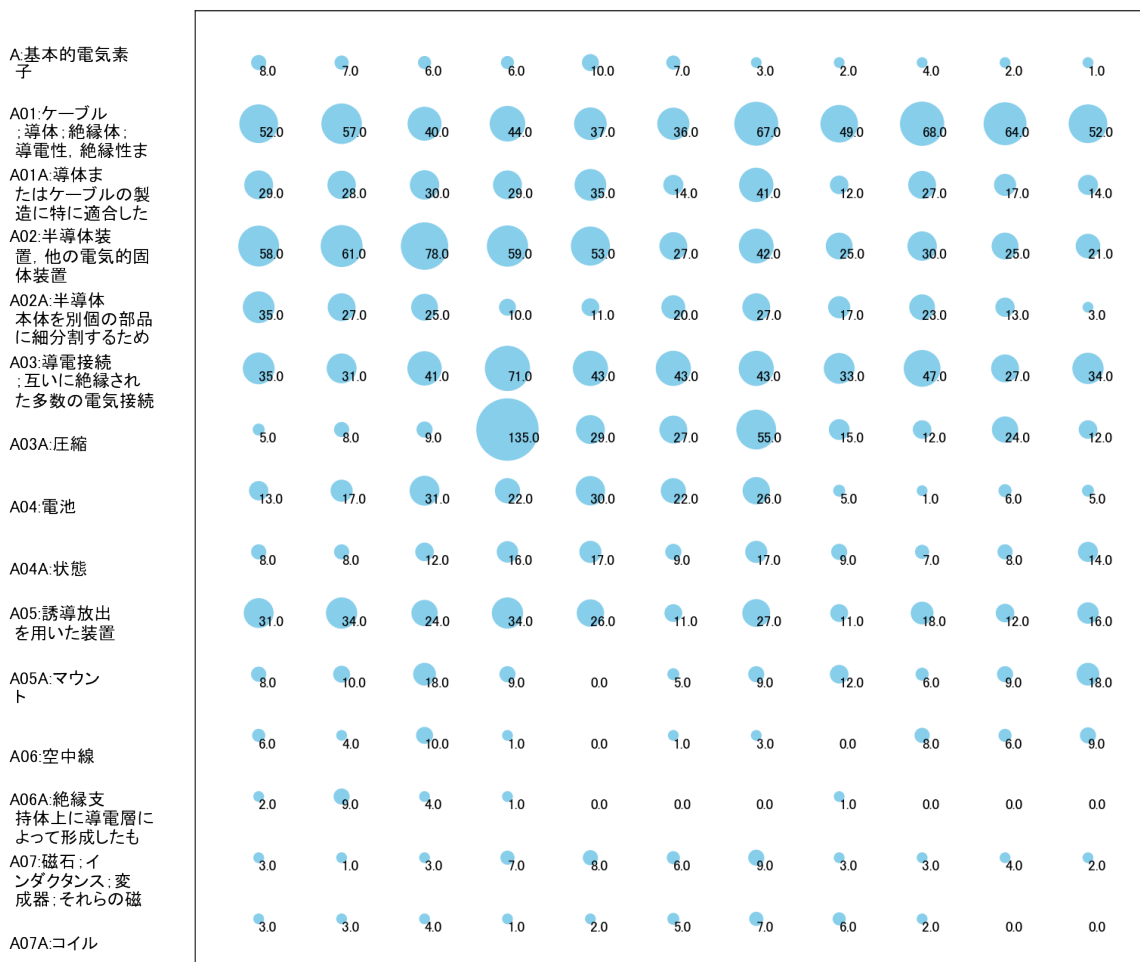 A:基本的電気素
子
8.0 7.0 6.0 6.0 10.0 7.0 3.0 2.0 4.0 2.0 1.0
A01:ケーブル
;導体;絶縁体;
導電性,絶縁性ま
52.0 57.0 40.0 44.0 37.0 36.0 67.0 49.0 68.0 64.0 52.0
A01A:導体ま
たはケーブルの製
造に特に適合した
29.0 28.0 30.0 29.0 35.0 14.0 41.0 12.0 27.0 17.0 14.0
A02:半導体装
置,他の電気的固
体装置
58.0 61.0 78.0 59.0 53.0 27.0 42.0 25.0 30.0 25.0 21.0
A02A:半導体
本体を別個の部品
に細分割するため
35.0 27.0 25.0 10.0 11.0 20.0 27.0 17.0 23.0 13.0 3.0
A03:導電接続
;互いに絶縁され
た多数の電気接続
35.0 31.0 41.0 71.0 43.0 43.0 43.0 33.0 47.0 27.0 34.0
A03A:圧縮
5.0 8.0 9.0 135.0 29.0 27.0 55.0 15.0 12.0 24.0 12.0
A04:電池
13.0 17.0 31.0 22.0 30.0 22.0 26.0 5.0 1.0 6.0 5.0
A04A:状態
8.0 8.0 12.0 16.0 17.0 9.0 17.0 9.0 7.0 8.0 14.0
A05:誘導放出
を用いた装置
31.0 34.0 24.0 34.0 26.0 11.0 27.0 11.0 18.0 12.0 16.0
A05A:マウン
ト
8.0 10.0 18.0 9.0 0.0 5.0 9.0 12.0 6.0 9.0 18.0
A06:空中線
6.0 4.0 10.0 1.0 0.0 1.0 3.0 0.0 8.0 6.0 9.0
A06A:絶縁支
持体上に導電層に
よって形成したも
2.0 9.0 4.0 1.0 0.0 0.0 0.0 1.0 0.0 0.0 0.0
A07:磁石;イ
ンダクタンス;変
成器;それらの磁
3.0 1.0 3.0 7.0 8.0 6.0 9.0 3.0 3.0 4.0 2.0
A07A:コイル
3.0 3.0 4.0 1.0 2.0 5.0 7.0 6.0 2.0 0.0 0.0